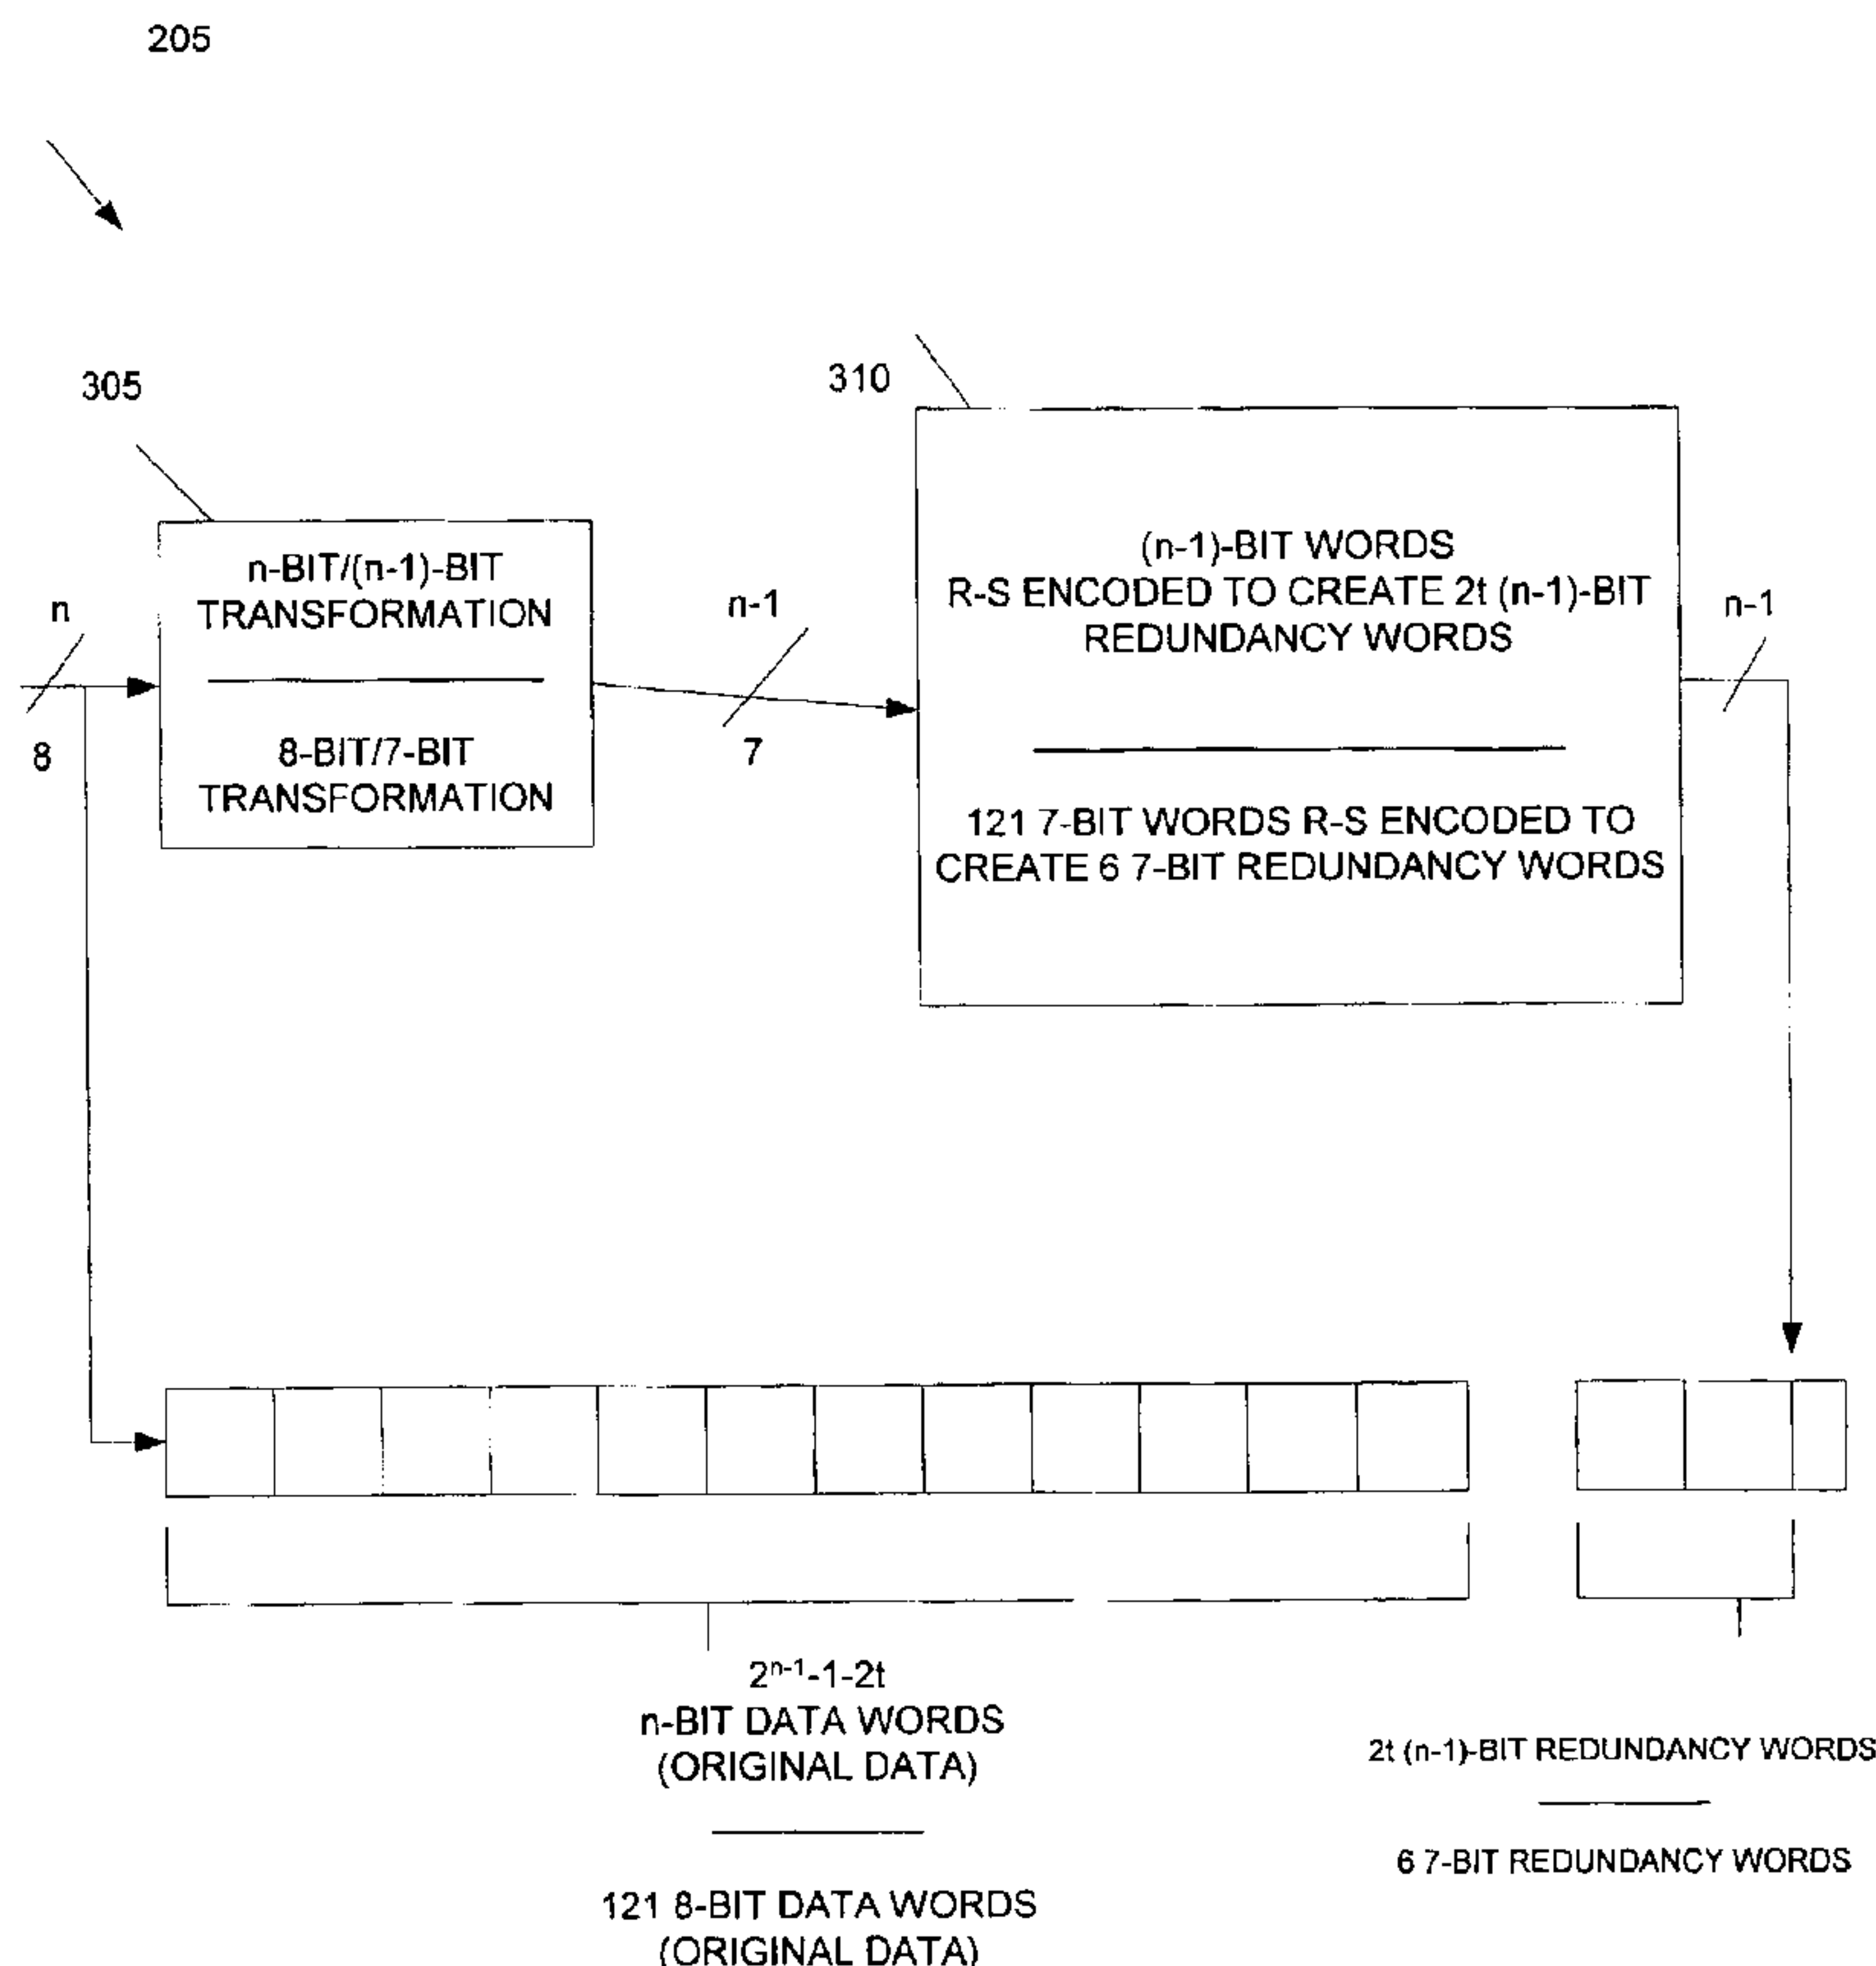 205
305
310
n-BIT/(n-1)-BIT
TRANSFORMATION
8-BIT/7-BIT
TRANSFORMATION
n
8
n-1
7
(n-1)-BIT WORDS
R-S ENCODED TO CREATE 2t (n-1)-BIT
REDUNDANCY WORDS
121 7-BIT WORDS R-S ENCODED TO
CREATE 6 7-BIT REDUNDANCY WORDS
n-1
2ⁿ⁻¹-1-2t
n-BIT DATA WORDS
(ORIGINAL DATA)
121 8-BIT DATA WORDS
(ORIGINAL DATA)
2t (n-1)-BIT REDUNDANCY WORDS
6 7-BIT REDUNDANCY WORDS